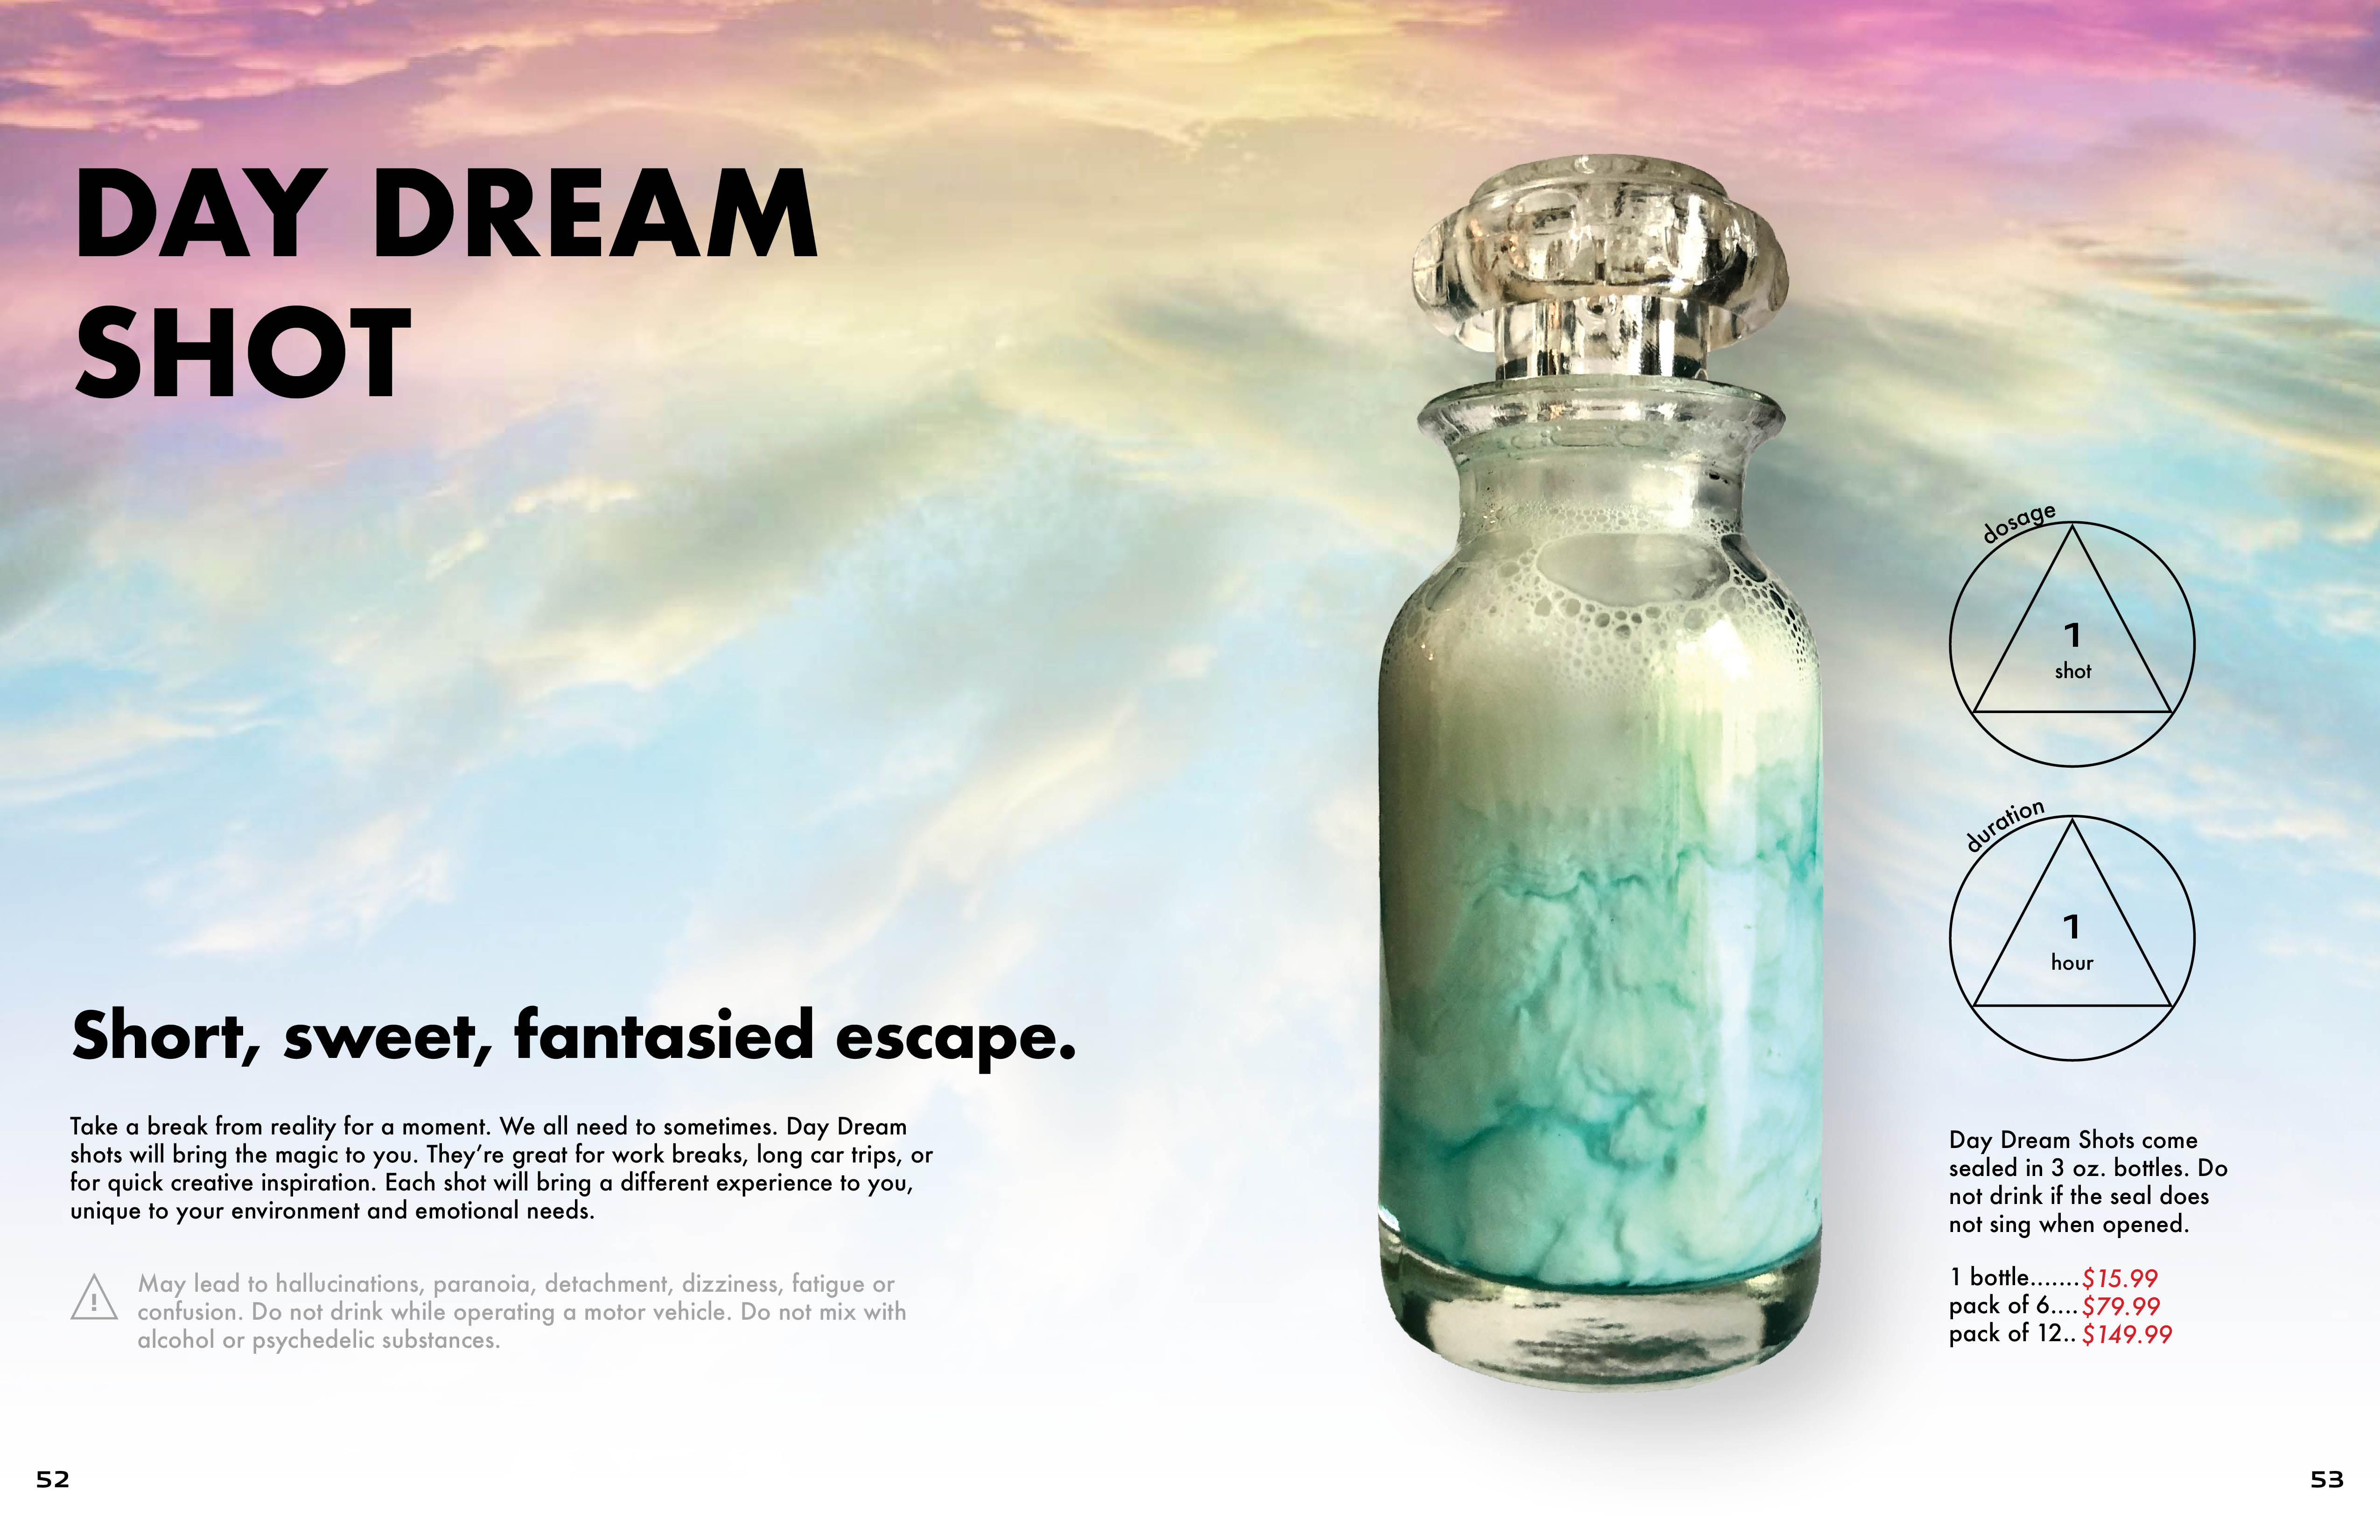 DAY DREAM
SHOT
Short, sweet, fantasied escape.
Take a break from reality for a moment. We all need to sometimes. Day Dream
shots will bring the magic to you. They’re great for work breaks, long car trips, or
for quick creative inspiration. Each shot will bring a different experience to you,
unique to your environment and emotional needs.
!
May lead to hallucinations, paranoia, detachment, dizziness, fatigue or
confusion. Do not drink while operating a motor vehicle. Do not mix with
alcohol or psychedelic substances.
52
dosage
1
shot
duration
1
hour
Day Dream Shots come
sealed in 3 oz. bottles. Do
not drink if the seal does
not sing when opened.
1 bottle.......$15.99
pack of 6....$79.99
pack of 12..$149.99
53